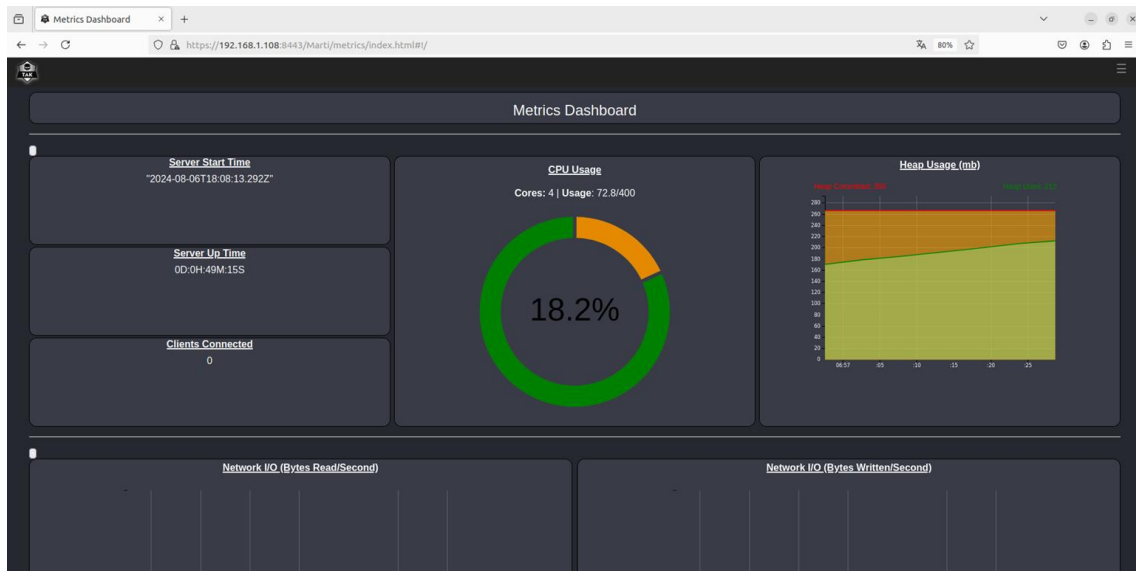 Metrics Dashboard
https://192.168.1.108:8443/Marti/metrics/index.html#!/
80%
TAK
Metrics Dashboard
Server Start Time
"2024-08-06T18:08:13.292Z"
Server Up Time
0D:0H:49M:15S
Clients Connected
0
CPU Usage
Cores: 4 | Usage: 72.8/400
18.2%
Heap Usage (mb)
280
260
240
220
200
180
160
140
120
100
80
60
40
20
0
06:57 :05 :10 :15 :20 :25
Network I/O (Bytes Read/Second)
Network I/O (Bytes Written/Second)